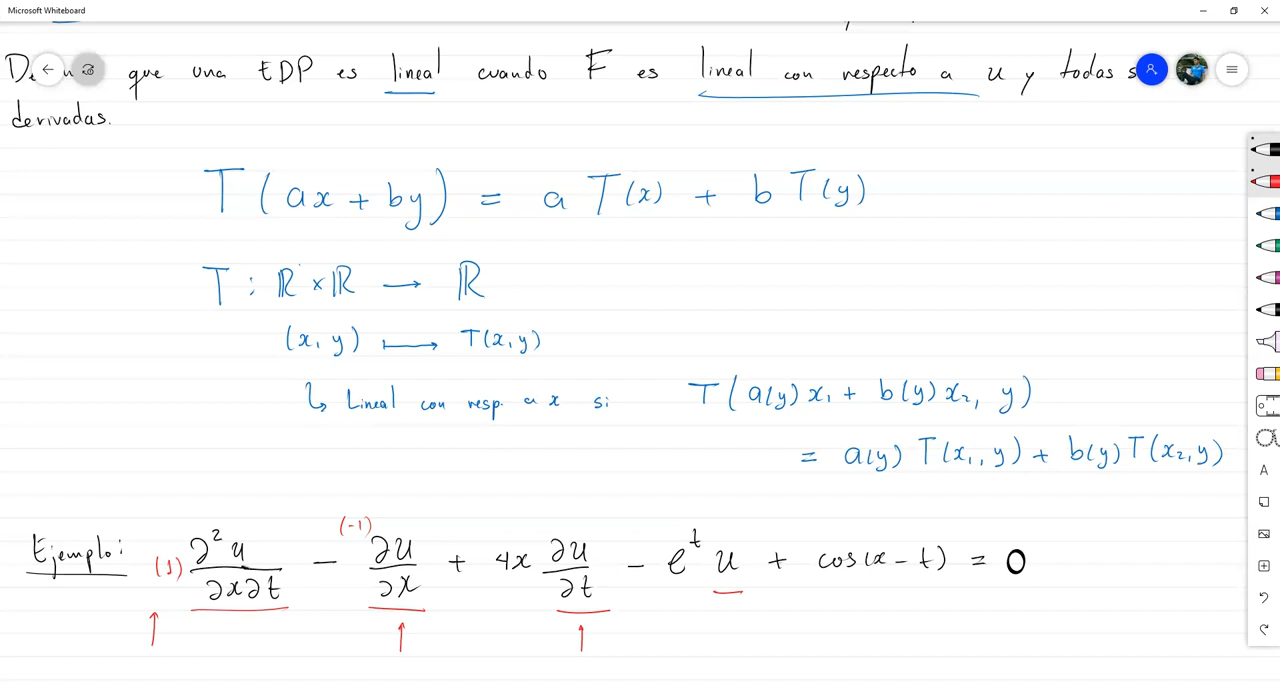 Microsoft Whiteboard
que una EDP es lineal cuando F es lineal con respecto a u y todas s
derivadas.
T(ax + by) = a T(x) + b T(y)
T : ℝ × ℝ → ℝ
(x, y) ⟼ T(x, y)
↳ Lineal con resp. a x si T(a(y)x₁ + b(y)x₂, y)
= a(y) T(x₁, y) + b(y) T(x₂, y)
Ejemplo: (1) ∂²u/∂x∂t - (-1) ∂u/∂x + 4x ∂u/∂t - eᵗ u + cos(x - t) = 0
A